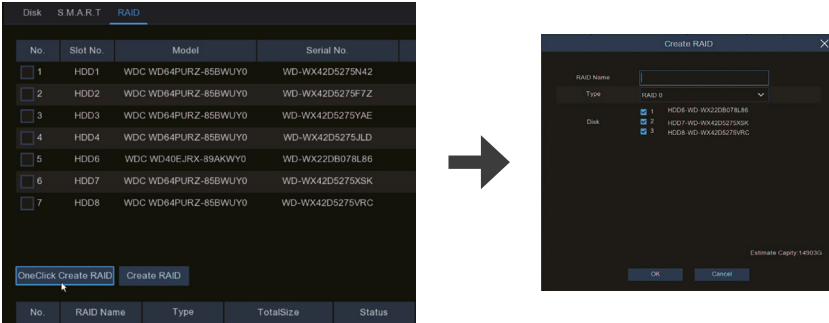 Disk S.M.A.R.T RAID
No. Slot No. Model Serial No.
1 HDD1 WDC WD64PURZ-85BWUY0 WD-WX42D5275N42
2 HDD2 WDC WD64PURZ-85BWUY0 WD-WX42D5275F7Z
3 HDD3 WDC WD64PURZ-85BWUY0 WD-WX42D5275YAE
4 HDD4 WDC WD64PURZ-85BWUY0 WD-WX42D5275JLD
5 HDD6 WDC WD40EJRX-89AKWY0 WD-WX22DB078L86
6 HDD7 WDC WD64PURZ-85BWUY0 WD-WX42D5275XSK
7 HDD8 WDC WD64PURZ-85BWUY0 WD-WX42D5275VRC
OneClick Create RAID Create RAID
No. RAID Name Type TotalSize Status
Create RAID
RAID Name
Type RAID 0
1 HDD6-WD-WX22DB078L86
Disk 2 HDD7-WD-WX42D5275XSK
3 HDD8-WD-WX42D5275VRC
Estimate Capity:14903G
OK Cancel